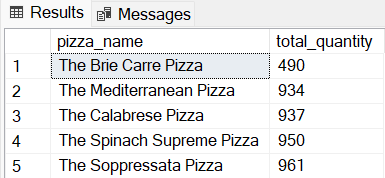 Results Messages
pizza_name total_quantity
1 The Brie Carre Pizza 490
2 The Mediterranean Pizza 934
3 The Calabrese Pizza 937
4 The Spinach Supreme Pizza 950
5 The Soppressata Pizza 961